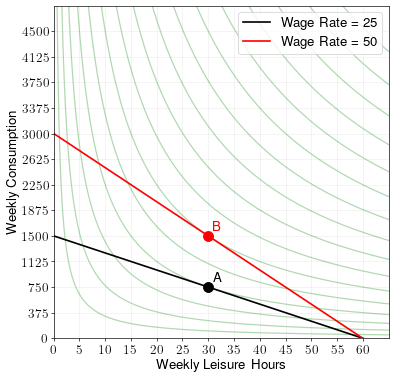 Wage Rate = 25
Wage Rate = 50
4500
4125
3750
3375
3000
2625
2250
1875
1500
1125
750
375
0
Weekly Consumption
B
A
0 5 10 15 20 25 30 35 40 45 50 55 60
Weekly Leisure Hours